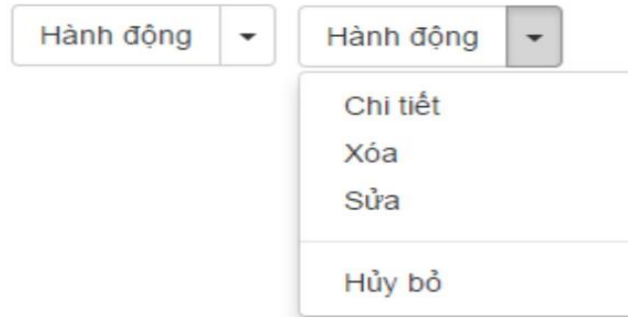 Hành động Hành động
Chi tiết
Xóa
Sửa
Hủy bỏ